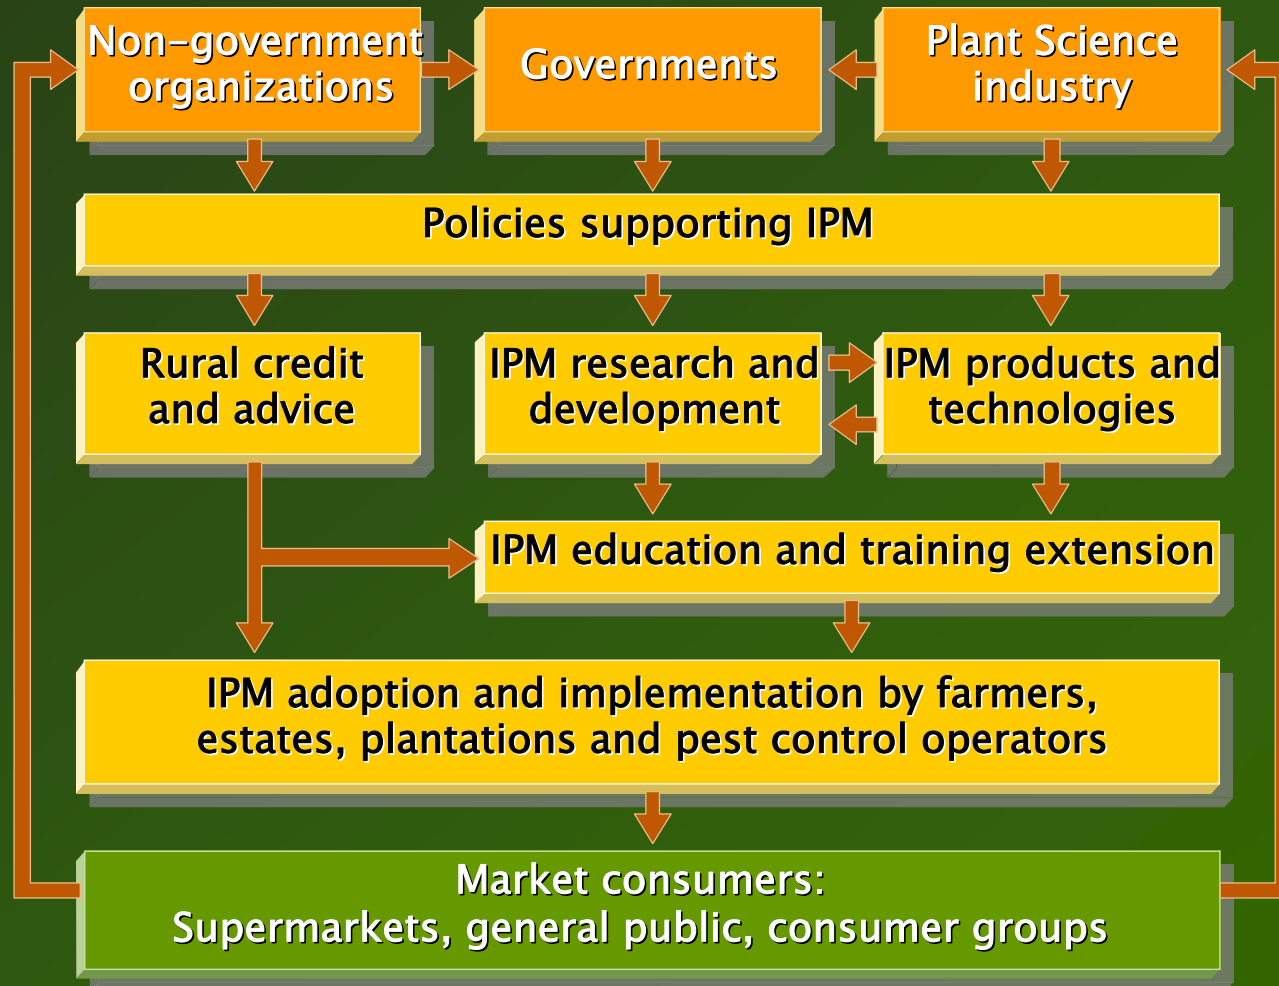 Non-government
organizations
Governments
Plant Science
industry
Policies supporting IPM
Rural credit
and advice
IPM research and
development
IPM products and
technologies
IPM education and training extension
IPM adoption and implementation by farmers,
estates, plantations and pest control operators
Market consumers:
Supermarkets, general public, consumer groups